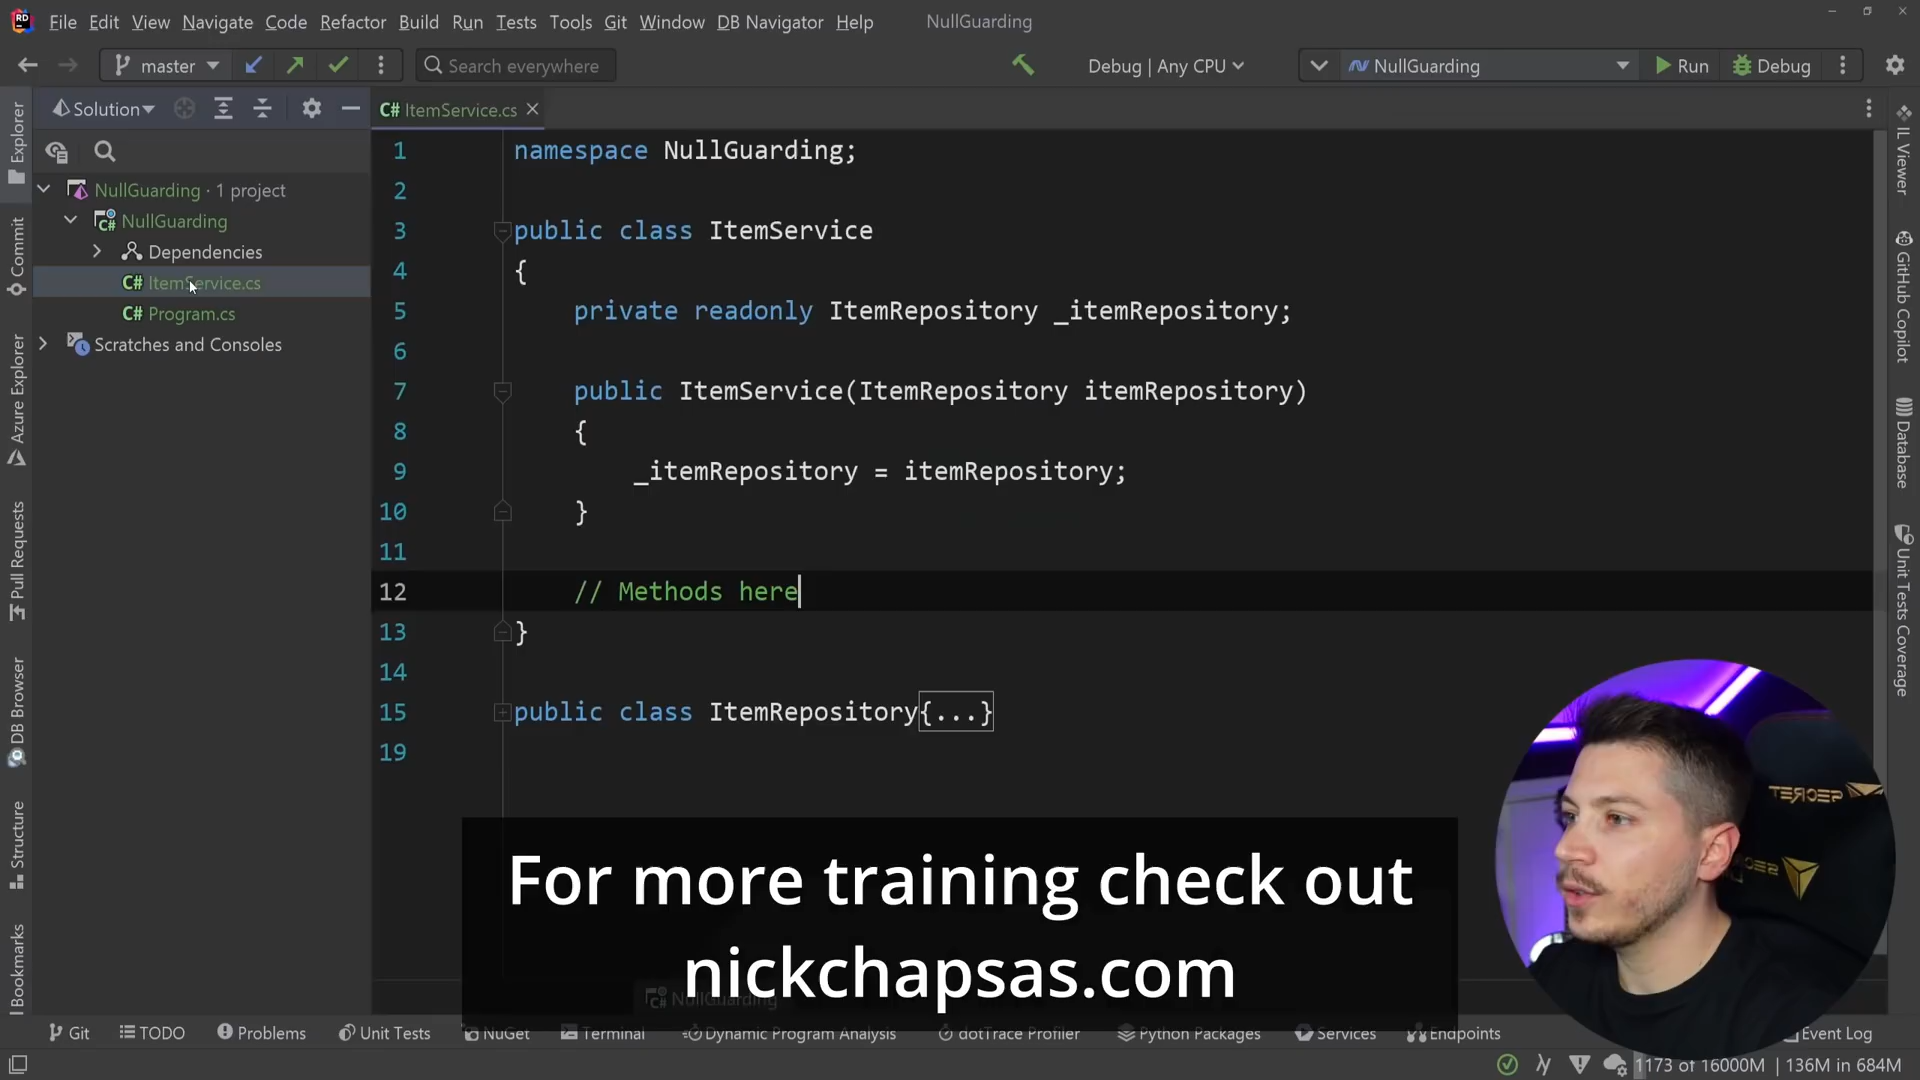 File Edit View Navigate Code Refactor Build Run Tests Tools Git Window DB Navigator Help NullGuarding
master Search everywhere Debug | Any CPU NullGuarding Run Debug
Solution
C# ItemService.cs
NullGuarding · 1 project
NullGuarding
Dependencies
C# ItemService.cs
C# Program.cs
Scratches and Consoles
Explorer
Commit
Azure Explorer
Pull Requests
DB Browser
Structure
Bookmarks
1 namespace NullGuarding;
2
3 public class ItemService
4 {
5 private readonly ItemRepository _itemRepository;
6
7 public ItemService(ItemRepository itemRepository)
8 {
9 _itemRepository = itemRepository;
10 }
11
12 // Methods here
13 }
14
15 public class ItemRepository{...}
19
IL Viewer
GitHub Copilot
Database
Unit Tests Coverage
SECRET
For more training check out
nickchapsas.com
NullGuarding
Git TODO Problems Unit Tests NuGet Terminal Dynamic Program Analysis dotTrace Profiler Python Packages Services Endpoints Event Log
1173 of 16000M | 136M in 684M